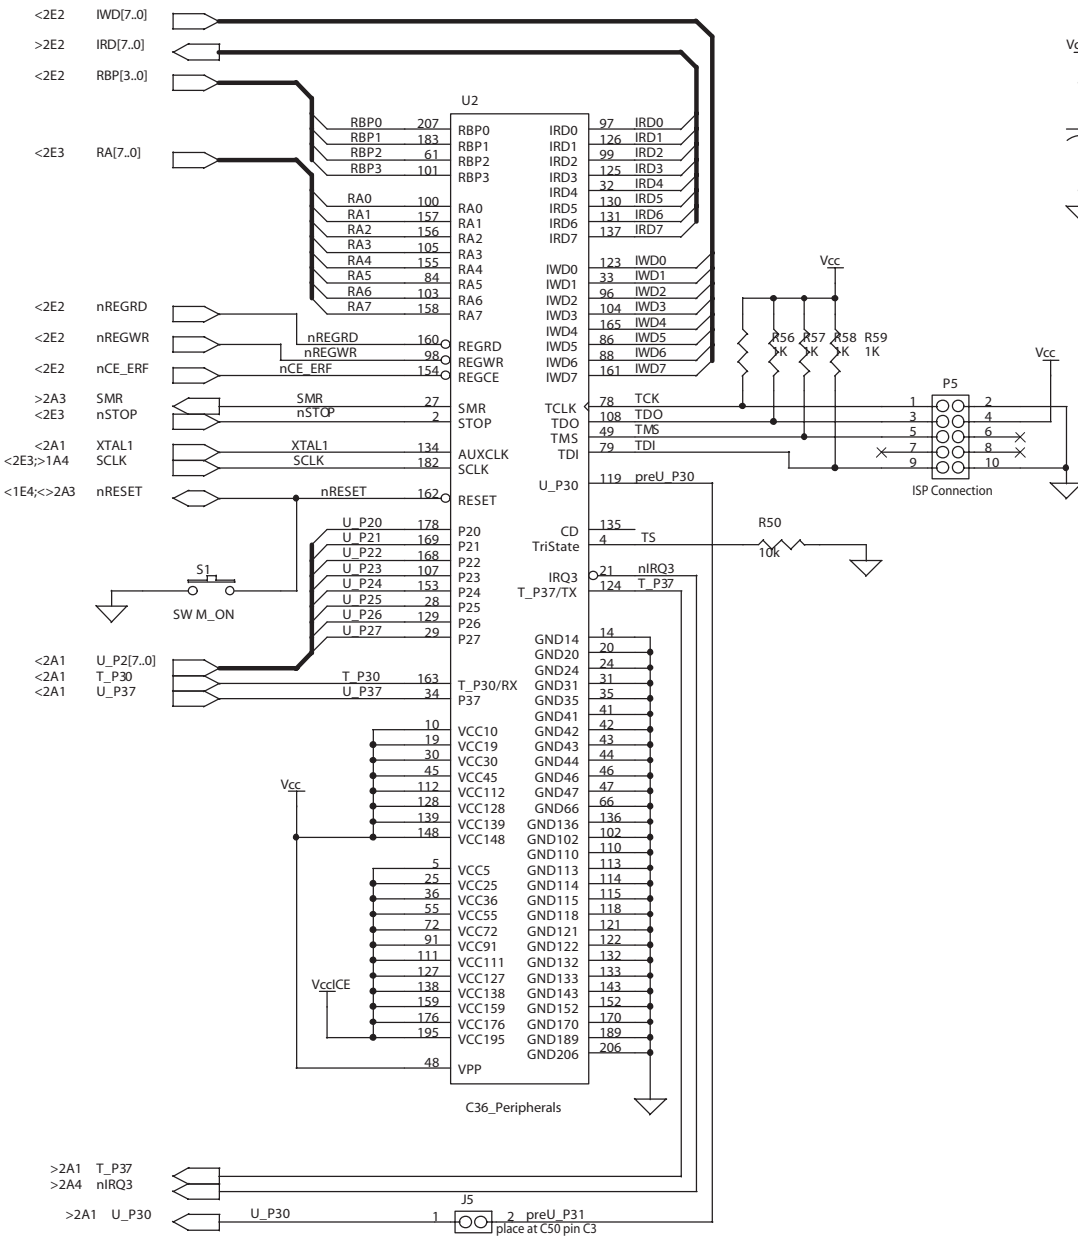 <2E2 IWD[7..0]
>2E2 IRD[7..0]
<2E2 RBP[3..0]
<2E3 RA[7..0]
<2E2 nREGRD
<2E2 nREGWR
<2E2 nCE_ERF
>2A3 SMR
<2E3 nSTOP
<2A1 XTAL1
<2E3;>1A4 SCLK
<1E4;<>2A3 nRESET
S1
SW M_ON
<2A1 U_P2[7..0]
<2A1 T_P30
<2A1 U_P37
Vcc
VccICE
U2
RBP0 207 RBP0
RBP1 183 RBP1
RBP2 61 RBP2
RBP3 101 RBP3
RA0 100 RA0
RA1 157 RA1
RA2 156 RA2
RA3 105 RA3
RA4 155 RA4
RA5 84 RA5
RA6 103 RA6
RA7 158 RA7
nREGRD 160 REGRD
nREGWR 98 REGWR
nCE_ERF 154 REGCE
SMR 27 SMR
nSTOP 2 STOP
XTAL1 134 AUXCLK
SCLK 182 SCLK
nRESET 162 RESET
U_P20 178 P20
U_P21 169 P21
U_P22 168 P22
U_P23 107 P23
U_P24 153 P24
U_P25 28 P25
U_P26 129 P26
U_P27 29 P27
T_P30 163 T_P30/RX
U_P37 34 P37
10 VCC10
19 VCC19
30 VCC30
45 VCC45
112 VCC112
128 VCC128
139 VCC139
148 VCC148
5 VCC5
25 VCC25
36 VCC36
55 VCC55
72 VCC72
91 VCC91
111 VCC111
127 VCC127
138 VCC138
159 VCC159
176 VCC176
195 VCC195
48 VPP
IRD0 97 IRD0
IRD1 126 IRD1
IRD2 99 IRD2
IRD3 125 IRD3
IRD4 32 IRD4
IRD5 130 IRD5
IRD6 131 IRD6
IRD7 137 IRD7
IWD0 123 IWD0
IWD1 33 IWD1
IWD2 96 IWD2
IWD3 104 IWD3
IWD4 165 IWD4
IWD5 86 IWD5
IWD6 88 IWD6
IWD7 161 IWD7
TCLK 78 TCK
TDO 108 TDO
TMS 49 TMS
TDI 79 TDI
U_P30 119 preU_P30
CD 135
TriState 4 TS
IRQ3 21 nIRQ3
T_P37/TX 124 T_P37
GND14 14
GND20 20
GND24 24
GND31 31
GND35 35
GND41 41
GND42 42
GND43 43
GND44 44
GND46 46
GND47 47
GND66 66
GND136 136
GND102 102
GND110 110
GND113 113
GND114 114
GND115 115
GND118 118
GND121 121
GND122 122
GND132 132
GND133 133
GND143 143
GND152 152
GND170 170
GND189 189
GND206 206
C36_Peripherals
Vcc
R56 R57 R58 R59
1K 1K 1K 1K
Vcc
P5
1 2
3 4
5 6
7 8
9 10
ISP Connection
R50
10k
>2A1 T_P37
>2A4 nIRQ3
>2A1 U_P30
U_P30 1
J5
2 preU_P31
place at C50 pin C3